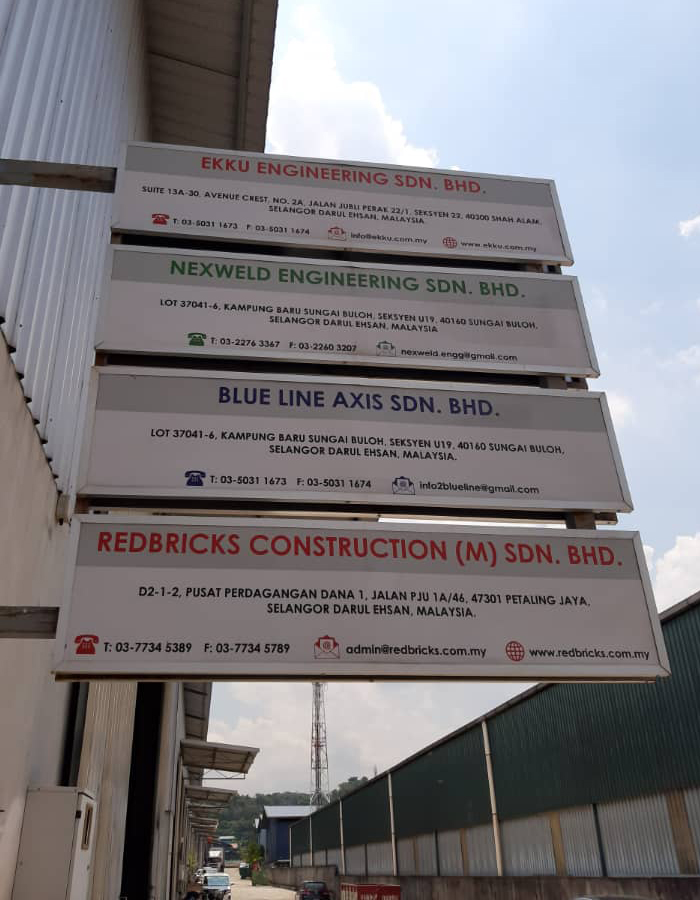 EKKU ENGINEERING SDN. BHD.
SUITE 13A-30, AVENUE CREST, NO. 2A, JALAN JUBLI PERAK 22/1, SEKSYEN 22, 40300 SHAH ALAM,
SELANGOR DARUL EHSAN, MALAYSIA.
T: 03-5031 1673 F: 03-5031 1674 info@ekku.com.my www.ekku.com.my
NEXWELD ENGINEERING SDN. BHD.
LOT 37041-6, KAMPUNG BARU SUNGAI BULOH, SEKSYEN U19, 40160 SUNGAI BULOH,
SELANGOR DARUL EHSAN, MALAYSIA
T: 03-2276 3367 F: 03-2260 3207 nexweld.engg@gmail.com
BLUE LINE AXIS SDN. BHD.
LOT 37041-6, KAMPUNG BARU SUNGAI BULOH, SEKSYEN U19, 40160 SUNGAI BULOH,
SELANGOR DARUL EHSAN, MALAYSIA.
T: 03-5031 1673 F: 03-5031 1674 info2blueline@gmail.com
REDBRICKS CONSTRUCTION (M) SDN. BHD.
D2-1-2, PUSAT PERDAGANGAN DANA 1, JALAN PJU 1A/46, 47301 PETALING JAYA,
SELANGOR DARUL EHSAN, MALAYSIA.
T: 03-7734 5389 F: 03-7734 5789 admin@redbricks.com.my www.redbricks.com.my